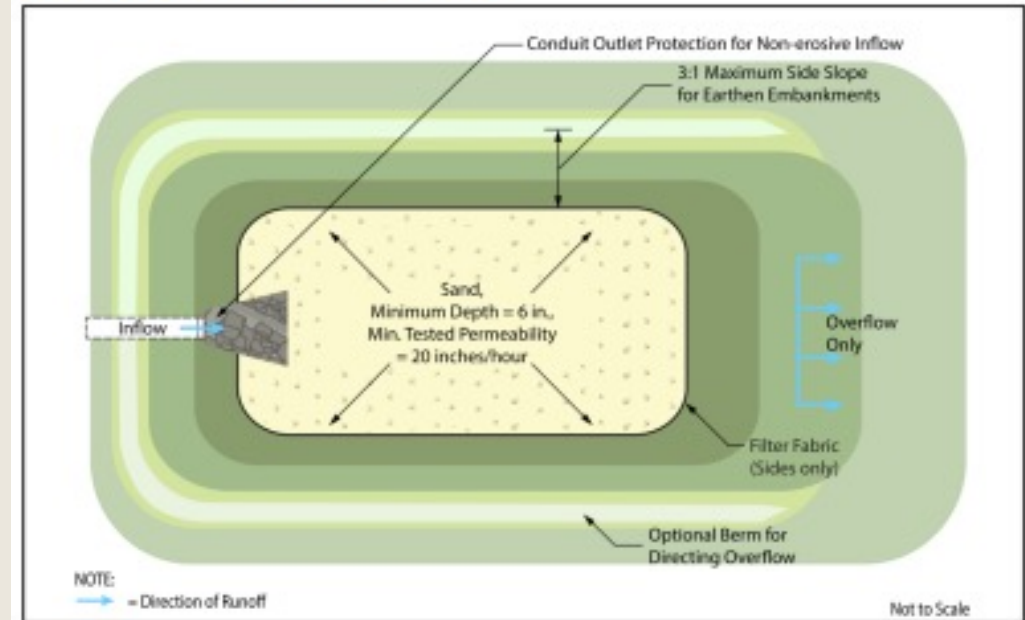 Conduit Outlet Protection for Non-erosive Inflow
3:1 Maximum Side Slope
for Earthen Embankments
Sand,
Minimum Depth = 6 in.,
Min. Tested Permeability
= 20 inches/hour
Inflow
Overflow
Only
Filter Fabric
(Sides only)
Optional Berm for
Directing Overflow
NOTE:
= Direction of Runoff
Not to Scale